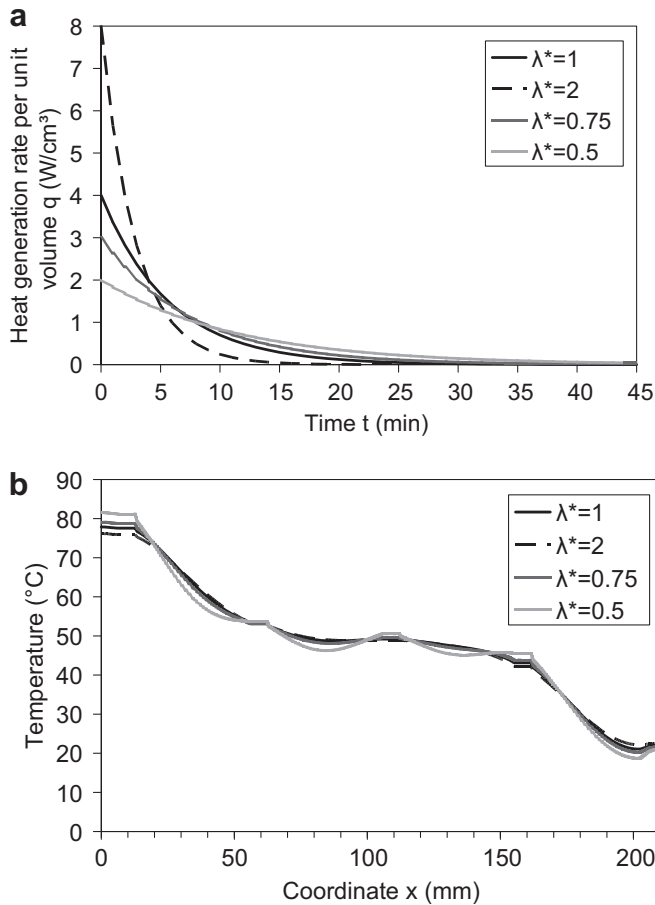 a
Heat generation rate per unit
volume q (W/cm³)
8
7
6
5
4
3
2
1
0
λ*=1
λ*=2
λ*=0.75
λ*=0.5
0 5 10 15 20 25 30 35 40 45
Time t (min)
b
Temperature (°C)
90
80
70
60
50
40
30
20
10
0
λ*=1
λ*=2
λ*=0.75
λ*=0.5
0 50 100 150 200
Coordinate x (mm)